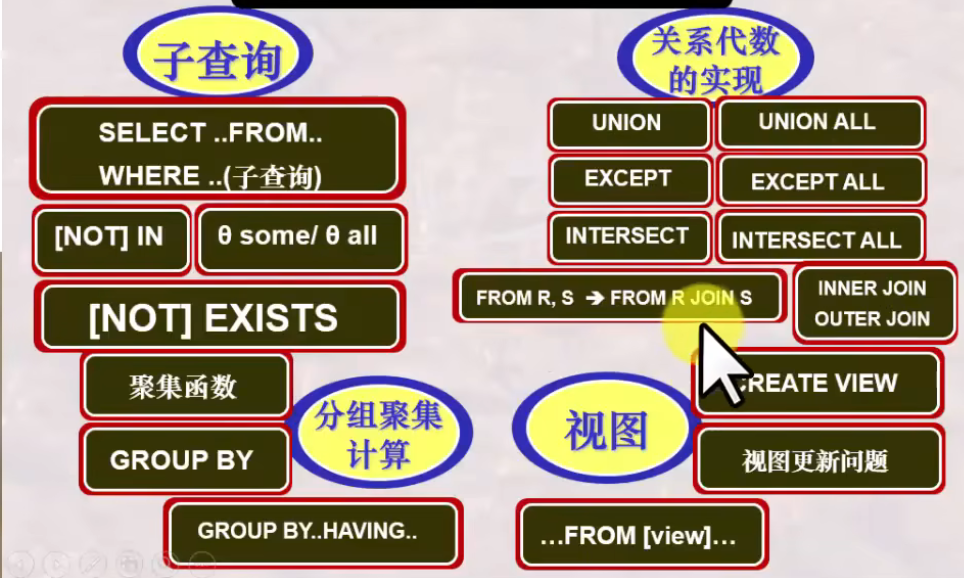 子查询
SELECT ..FROM..
WHERE ..(子查询)
[NOT] IN
θ some/ θ all
[NOT] EXISTS
聚集函数
GROUP BY
GROUP BY..HAVING..
分组聚集
计算
关系代数
的实现
UNION
UNION ALL
EXCEPT
EXCEPT ALL
INTERSECT
INTERSECT ALL
FROM R, S ➔ FROM R JOIN S
INNER JOIN
OUTER JOIN
视图
CREATE VIEW
视图更新问题
...FROM [view]...